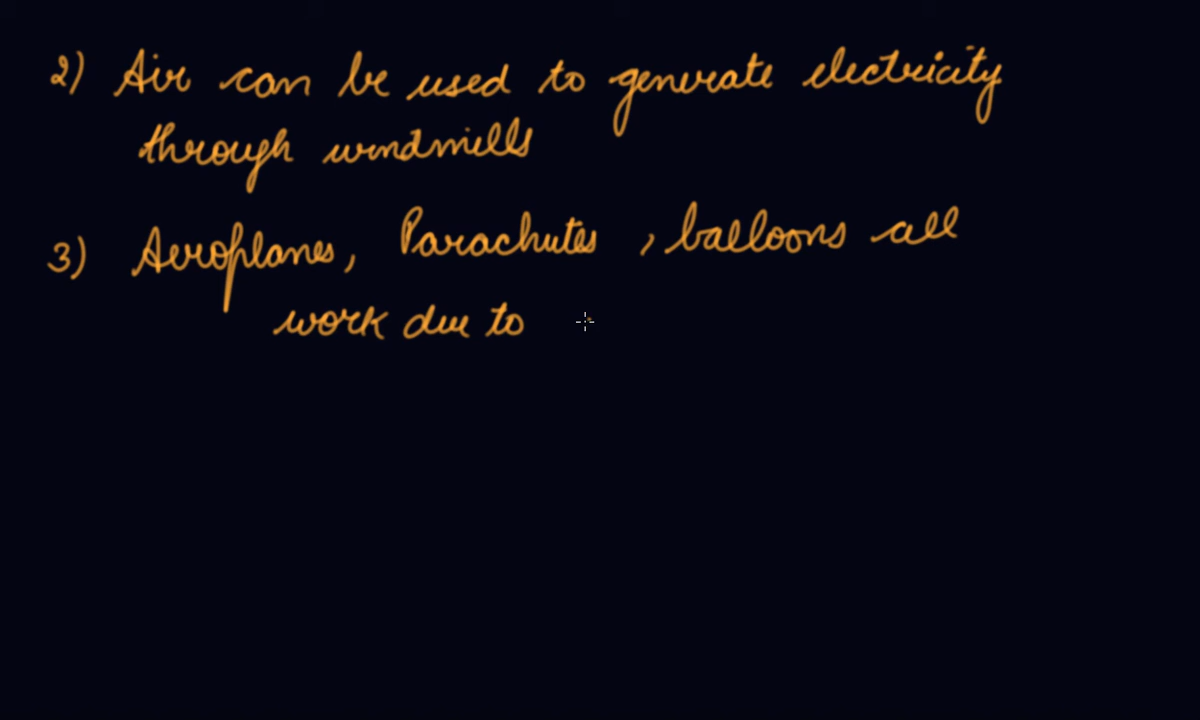 2) Air can be used to generate electricity
through windmills
3) Aeroplanes, Parachutes, balloons all
work due to